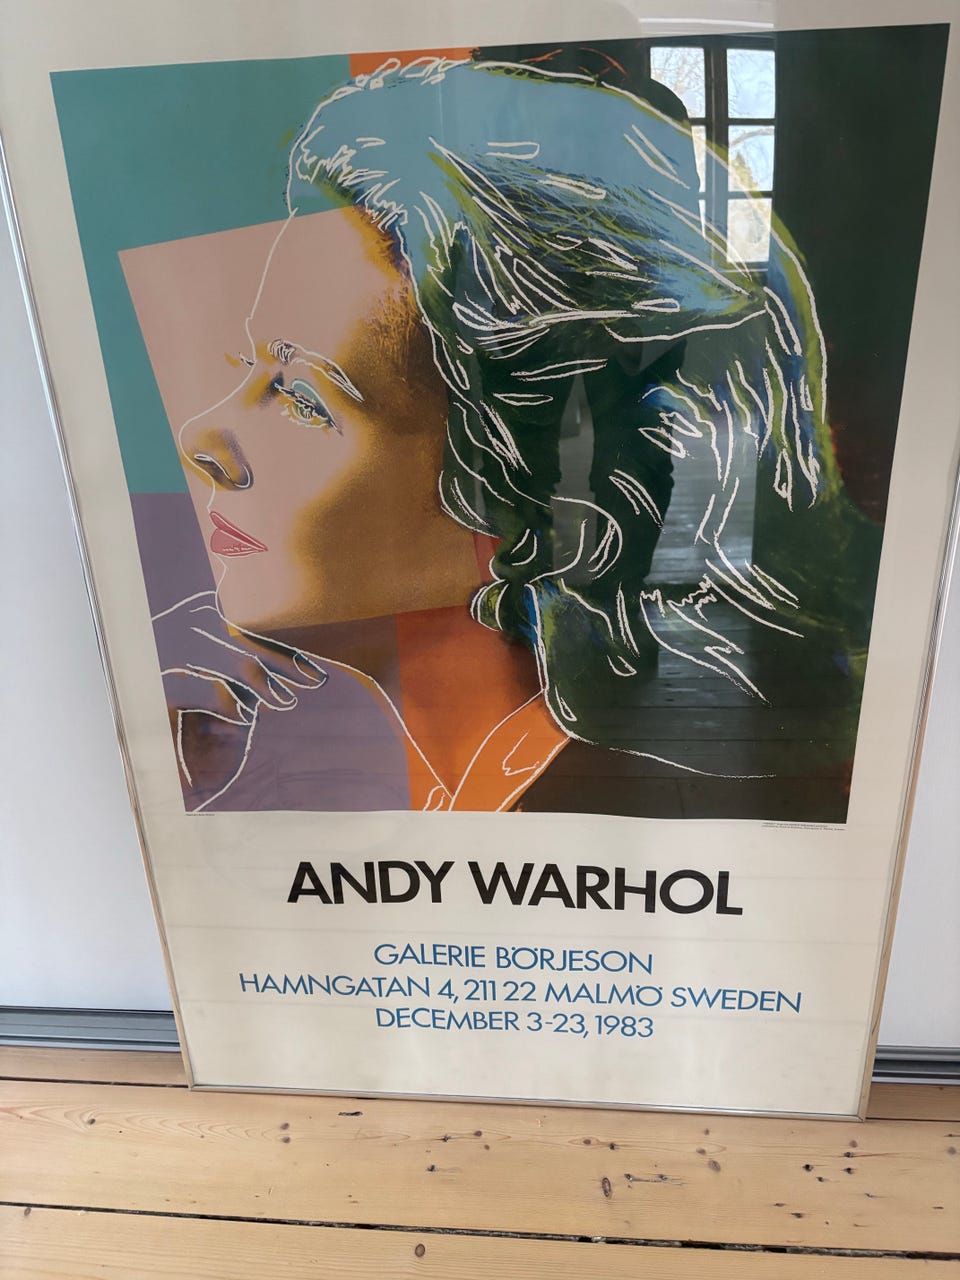 ANDY WARHOL
GALERIE BÖRJESON
HAMNGATAN 4, 211 22 MALMÖ SWEDEN
DECEMBER 3-23, 1983